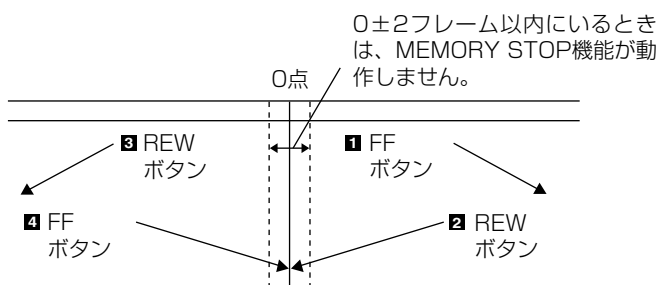 0±2フレーム以内にいるとき
は、MEMORY STOP機能が動
作しません。
0点
3 REW
ボタン
1 FF
ボタン
4 FF
ボタン
2 REW
ボタン